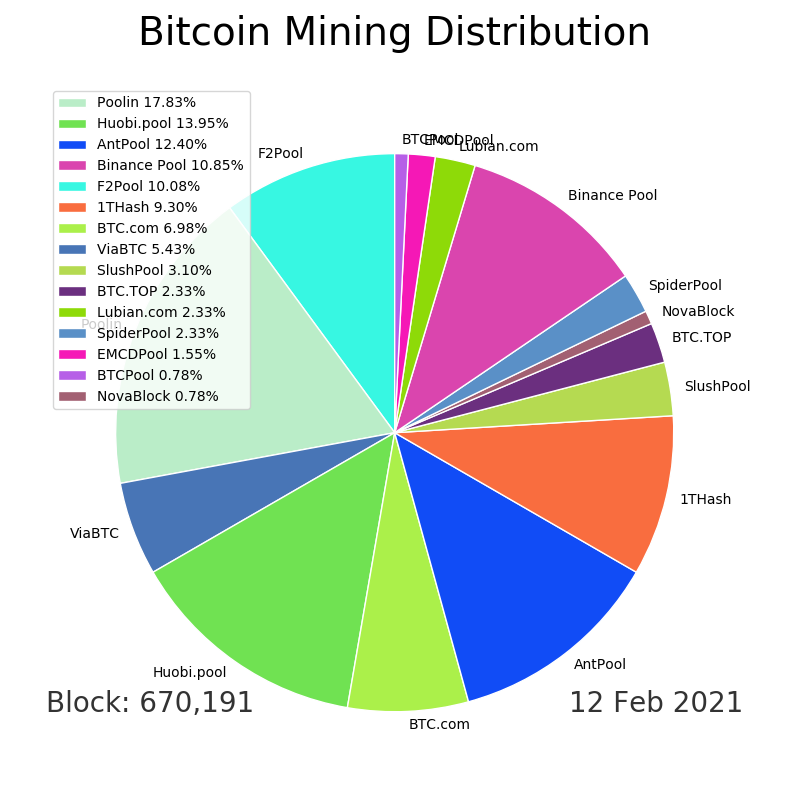 Bitcoin Mining Distribution
Poolin 17.83%
Huobi.pool 13.95%
AntPool 12.40%
Binance Pool 10.85%
F2Pool 10.08%
1THash 9.30%
BTC.com 6.98%
ViaBTC 5.43%
SlushPool 3.10%
BTC.TOP 2.33%
Lubian.com 2.33%
SpiderPool 2.33%
EMCDPool 1.55%
BTCPool 0.78%
NovaBlock 0.78%
BTCPool
EMCDPool
Lubian.com
F2Pool
Binance Pool
SpiderPool
NovaBlock
Poolin
BTC.TOP
SlushPool
1THash
ViaBTC
AntPool
Huobi.pool
BTC.com
Block: 670,191
12 Feb 2021